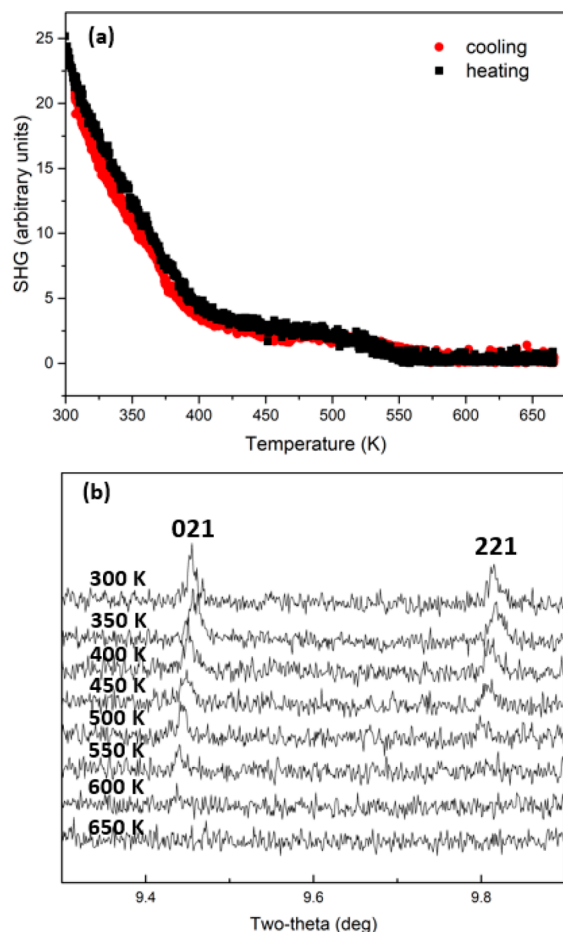 (a)
cooling
heating
25
20
15
10
5
0
SHG (arbitrary units)
300 350 400 450 500 550 600 650
Temperature (K)
(b)
021
221
300 K
350 K
400 K
450 K
500 K
550 K
600 K
650 K
9.4 9.6 9.8
Two-theta (deg)